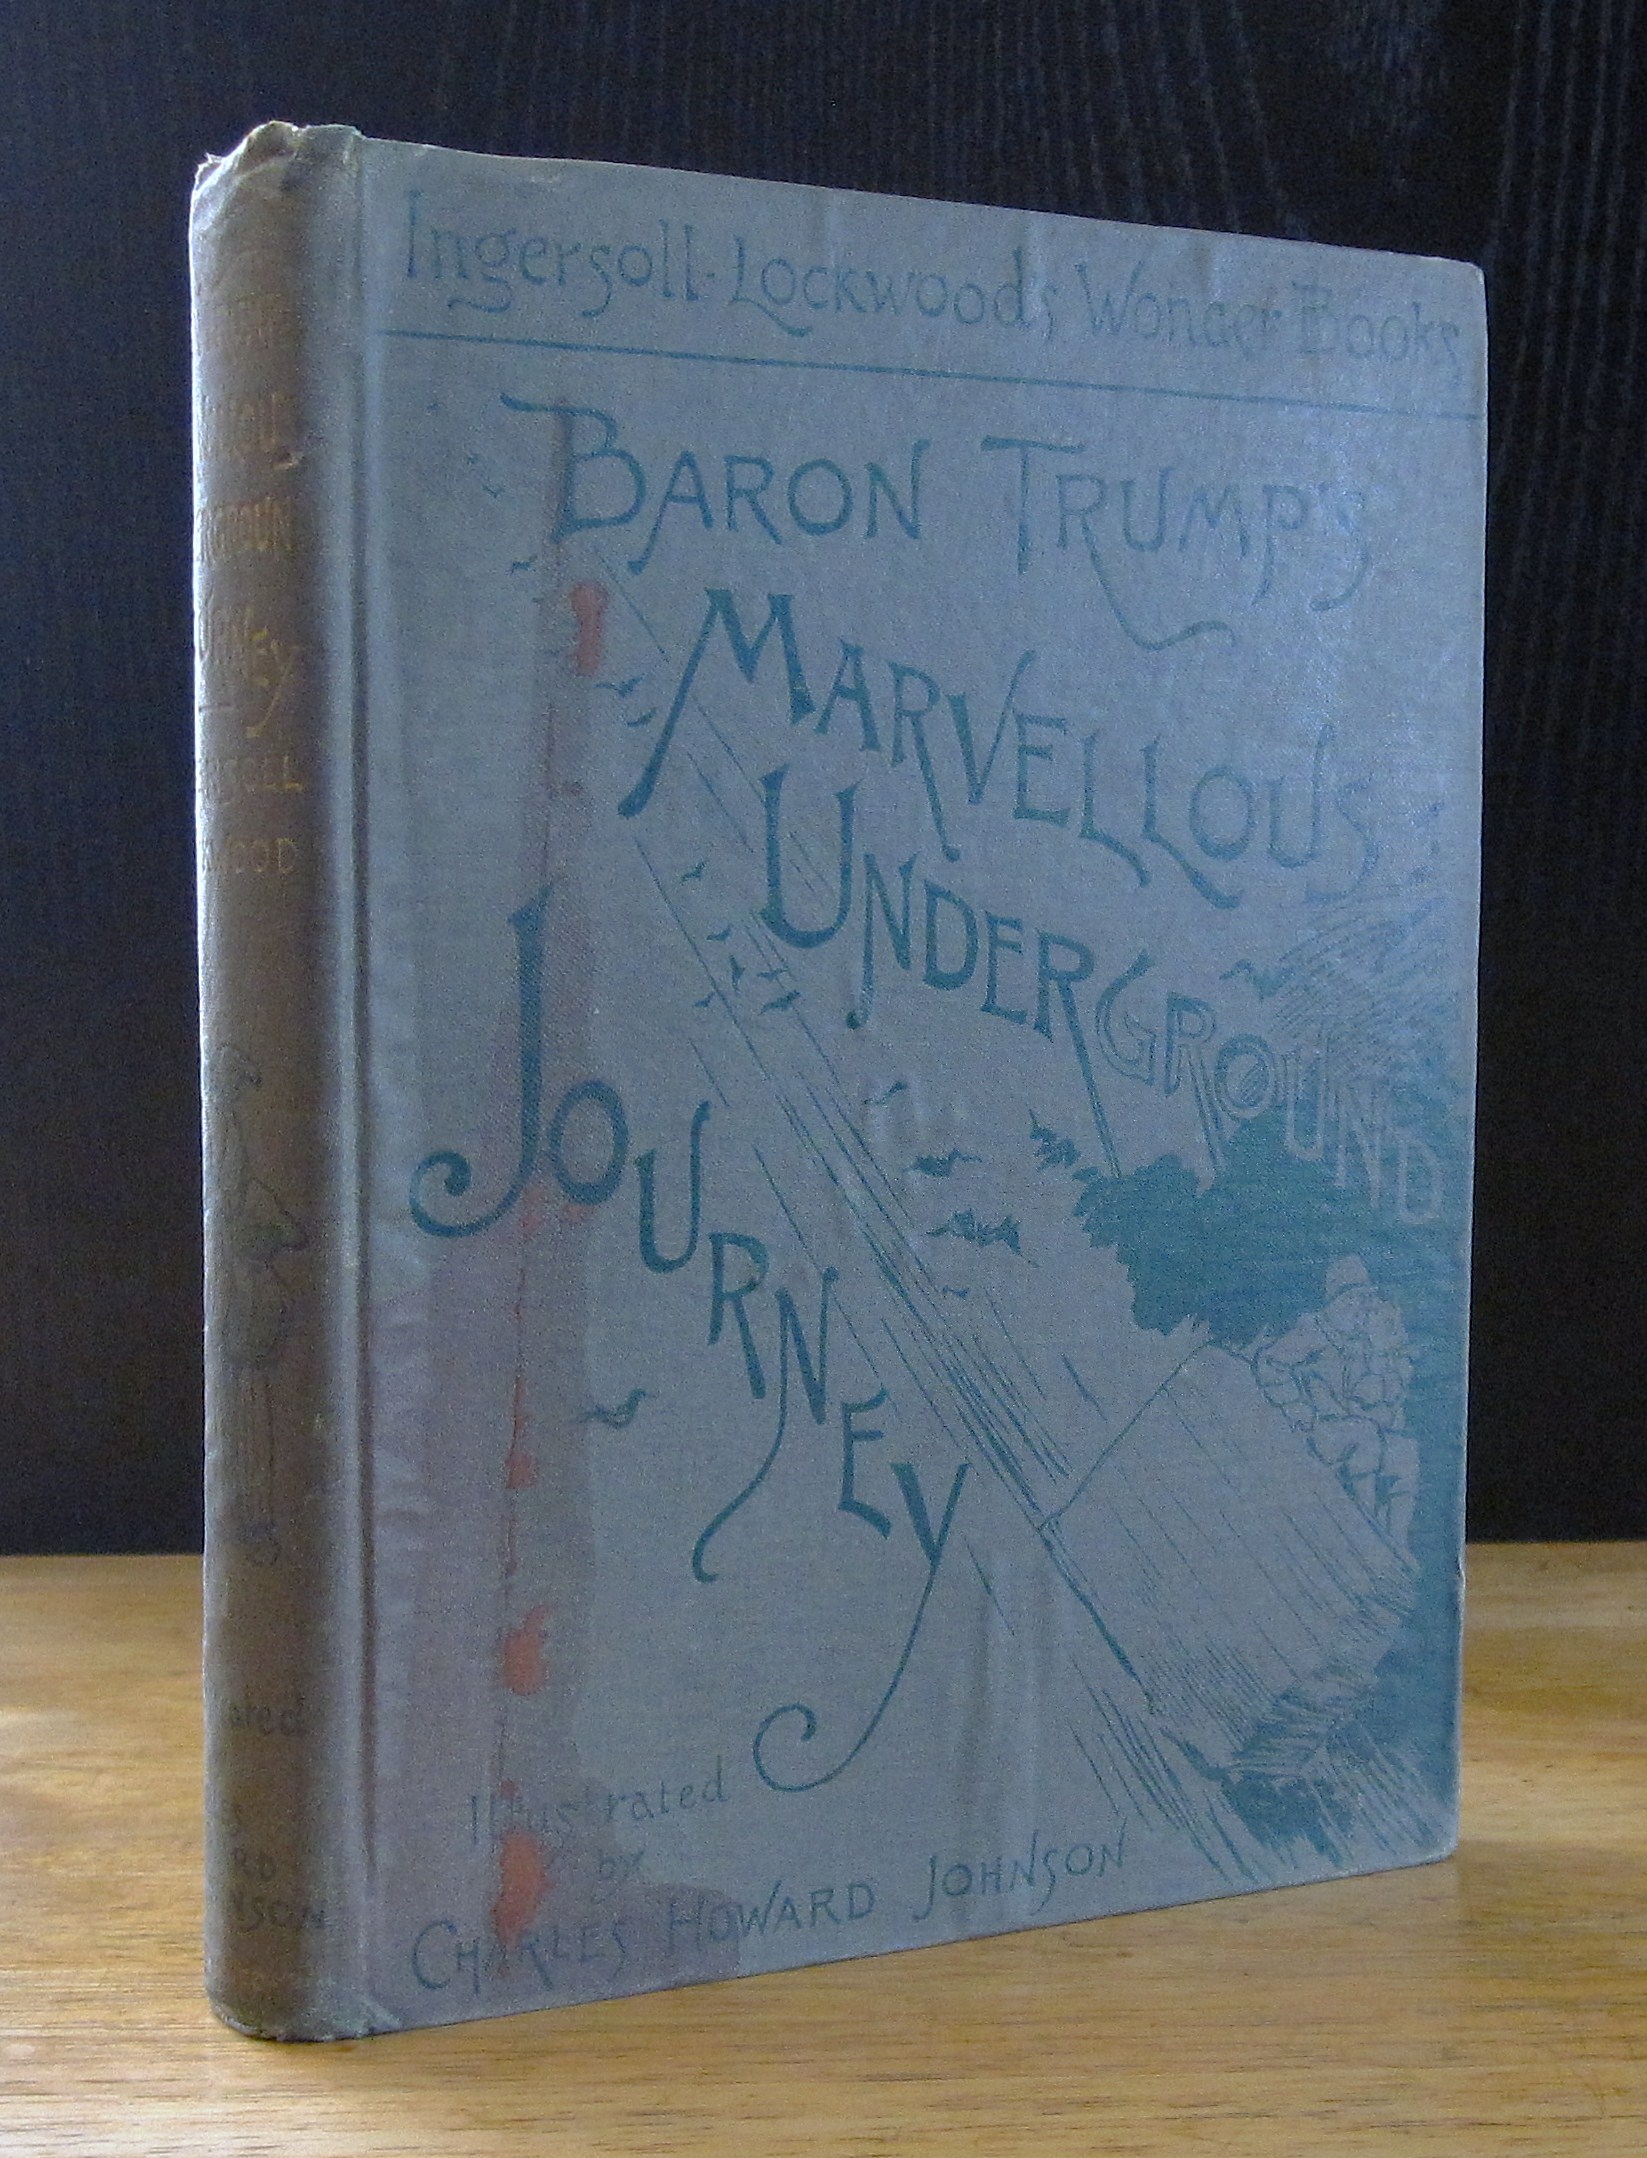 Ingersoll Lockwood's Wonder Books
BARON TRUMP'S
MARVELLOUS
UNDERGROUND
JOURNEY
Illustrated
by
CHARLES HOWARD JOHNSON